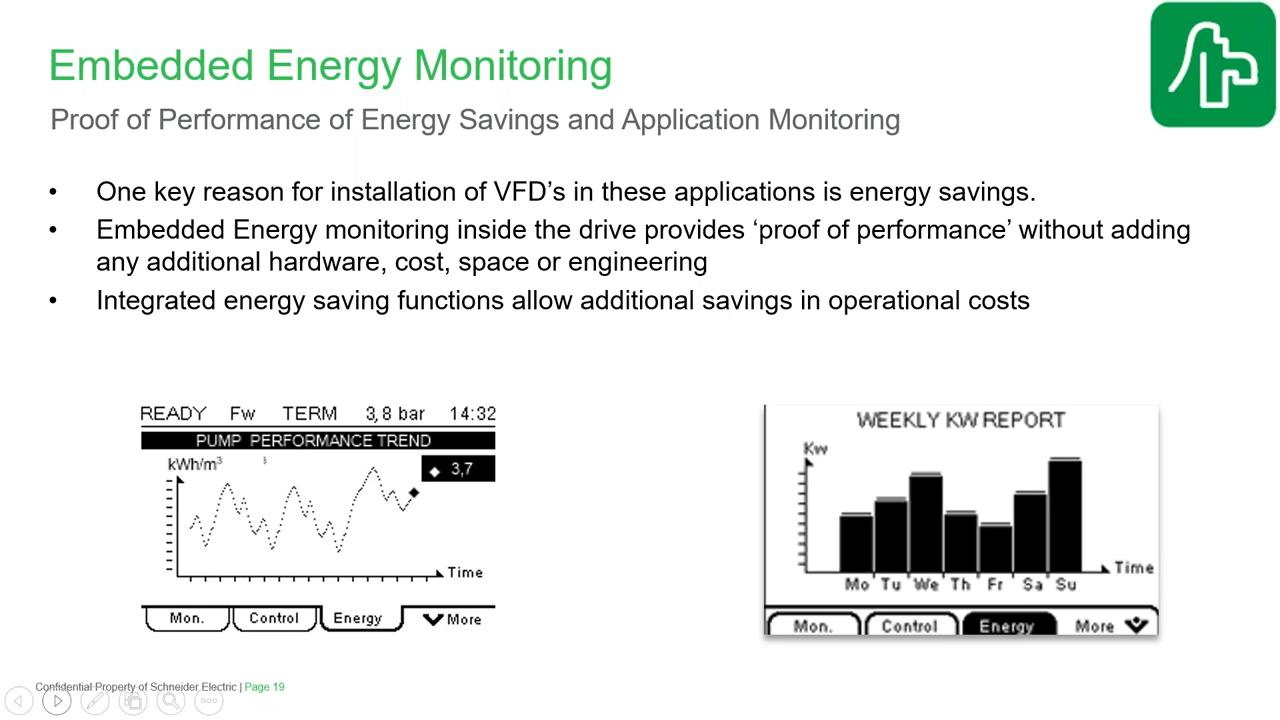 Embedded Energy Monitoring
Proof of Performance of Energy Savings and Application Monitoring
• One key reason for installation of VFD’s in these applications is energy savings.
• Embedded Energy monitoring inside the drive provides ‘proof of performance’ without adding
any additional hardware, cost, space or engineering
• Integrated energy saving functions allow additional savings in operational costs
READY Fw TERM 3,8 bar 14:32
PUMP PERFORMANCE TREND
kWh/m³
3,7
Time
Mon. Control Energy More
WEEKLY KW REPORT
Kw
Time
Mo Tu We Th Fr Sa Su
Mon. Control Energy More
Confidential Property of Schneider Electric | Page 19